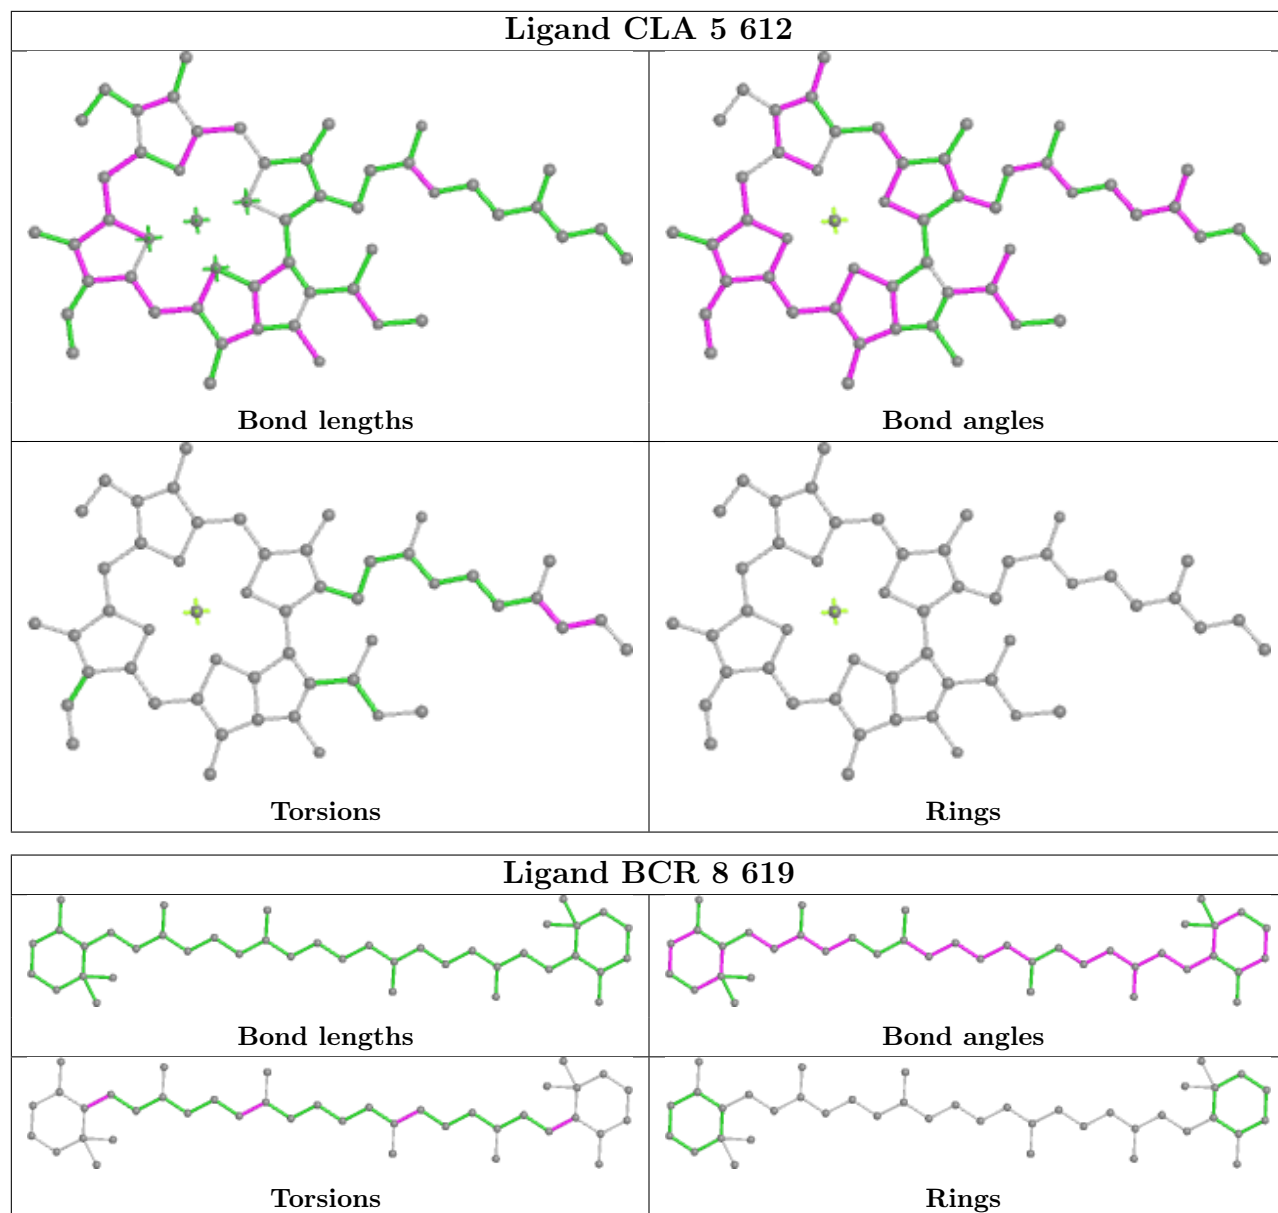 Ligand CLA 5 612
Bond lengths
Bond angles
Torsions
Rings
Ligand BCR 8 619
Bond lengths
Bond angles
Torsions
Rings